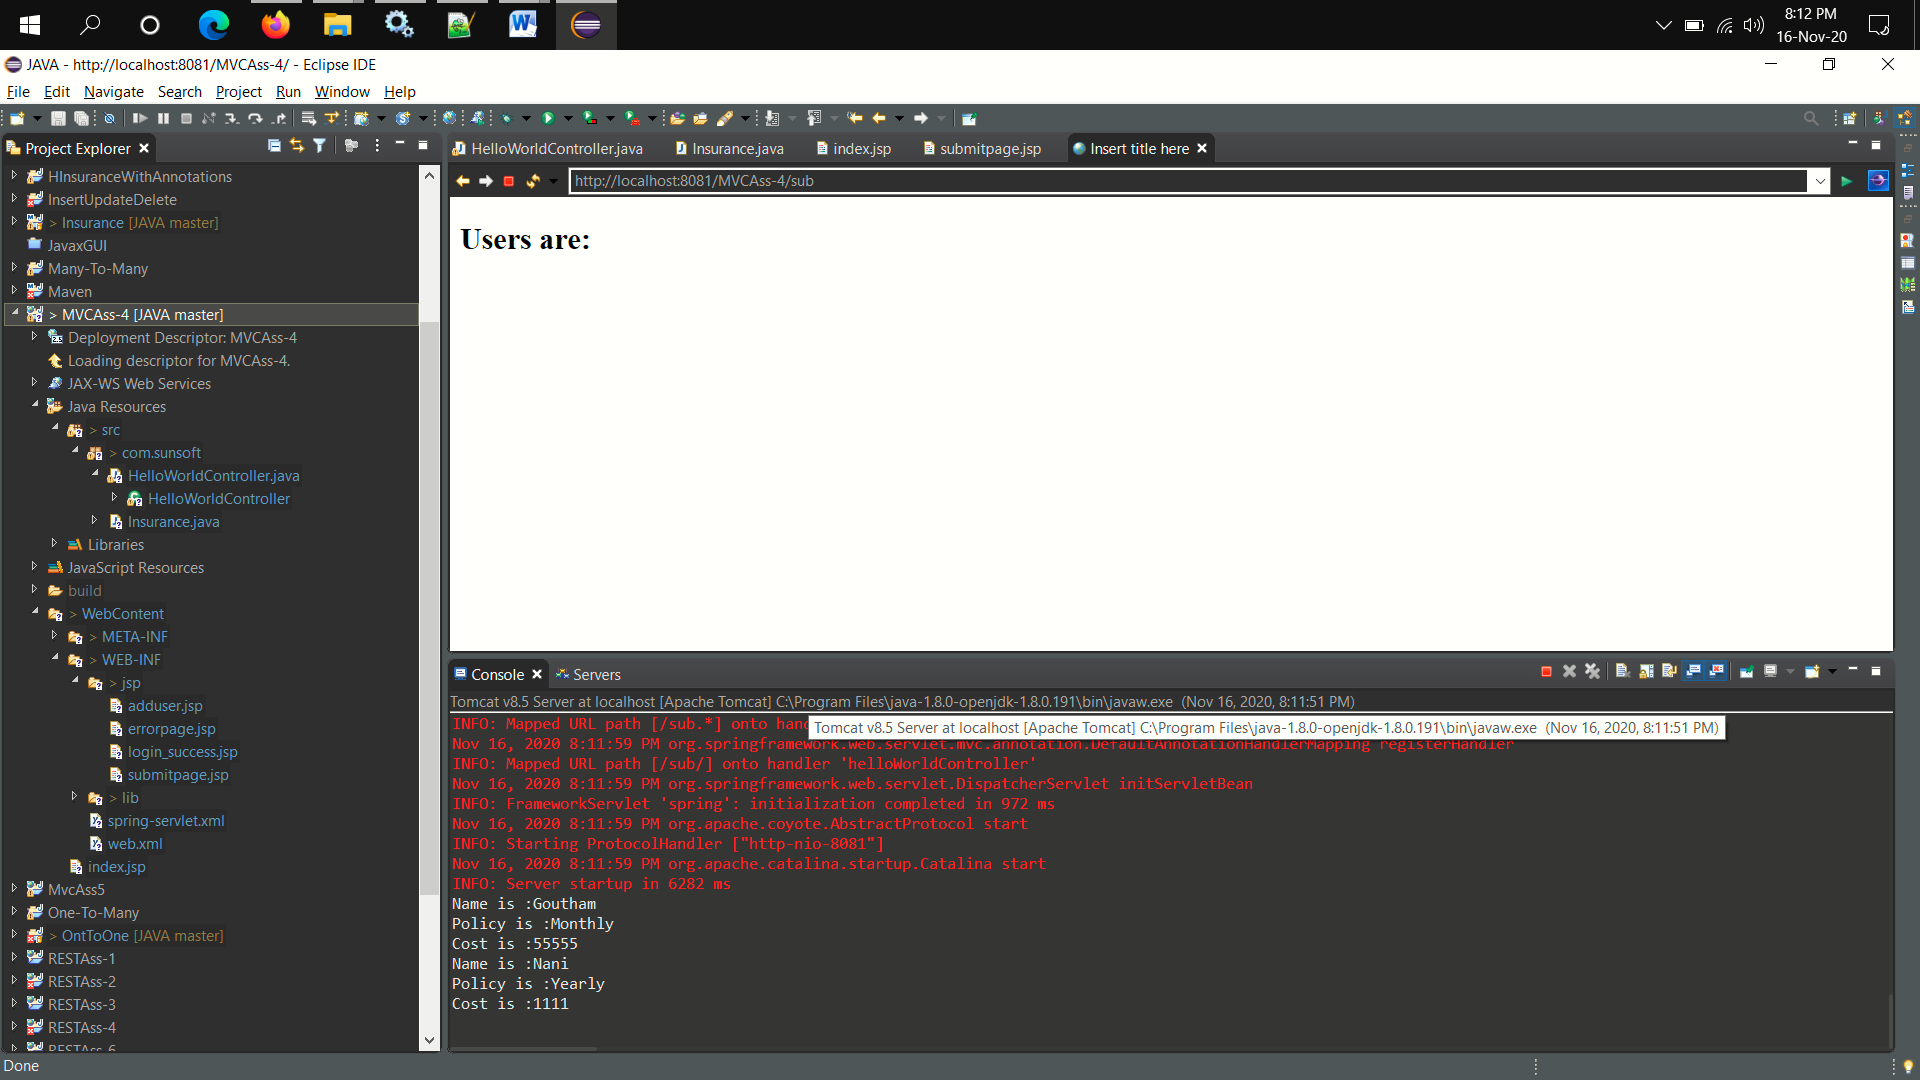 8:12 PM
16-Nov-20
JAVA - http://localhost:8081/MVCAss-4/ - Eclipse IDE
File Edit Navigate Search Project Run Window Help
Project Explorer
HInsuranceWithAnnotations
InsertUpdateDelete
> Insurance [JAVA master]
JavaxGUI
Many-To-Many
Maven
> MVCAss-4 [JAVA master]
Deployment Descriptor: MVCAss-4
Loading descriptor for MVCAss-4.
JAX-WS Web Services
Java Resources
> src
> com.sunsoft
HelloWorldController.java
HelloWorldController
Insurance.java
Libraries
JavaScript Resources
build
> WebContent
> META-INF
> WEB-INF
> jsp
adduser.jsp
errorpage.jsp
login_success.jsp
submitpage.jsp
> lib
spring-servlet.xml
web.xml
index.jsp
MvcAss5
One-To-Many
> OntToOne [JAVA master]
RESTAss-1
RESTAss-2
RESTAss-3
RESTAss-4
RESTAss-6
HelloWorldController.java Insurance.java index.jsp submitpage.jsp Insert title here
http://localhost:8081/MVCAss-4/sub
Users are:
Console Servers
Tomcat v8.5 Server at localhost [Apache Tomcat] C:\Program Files\java-1.8.0-openjdk-1.8.0.191\bin\javaw.exe (Nov 16, 2020, 8:11:51 PM)
INFO: Mapped URL path [/sub.*] onto
Tomcat v8.5 Server at localhost [Apache Tomcat] C:\Program Files\java-1.8.0-openjdk-1.8.0.191\bin\javaw.exe (Nov 16, 2020, 8:11:51 PM)
Nov 16, 2020 8:11:59 PM org.springframework.web.servlet.mvc.annotation.DefaultAnnotationHandlerMapping registerHandler
INFO: Mapped URL path [/sub/] onto handler 'helloWorldController'
Nov 16, 2020 8:11:59 PM org.springframework.web.servlet.DispatcherServlet initServletBean
INFO: FrameworkServlet 'spring': initialization completed in 972 ms
Nov 16, 2020 8:11:59 PM org.apache.coyote.AbstractProtocol start
INFO: Starting ProtocolHandler ["http-nio-8081"]
Nov 16, 2020 8:11:59 PM org.apache.catalina.startup.Catalina start
INFO: Server startup in 6282 ms
Name is :Goutham
Policy is :Monthly
Cost is :55555
Name is :Nani
Policy is :Yearly
Cost is :1111
Done